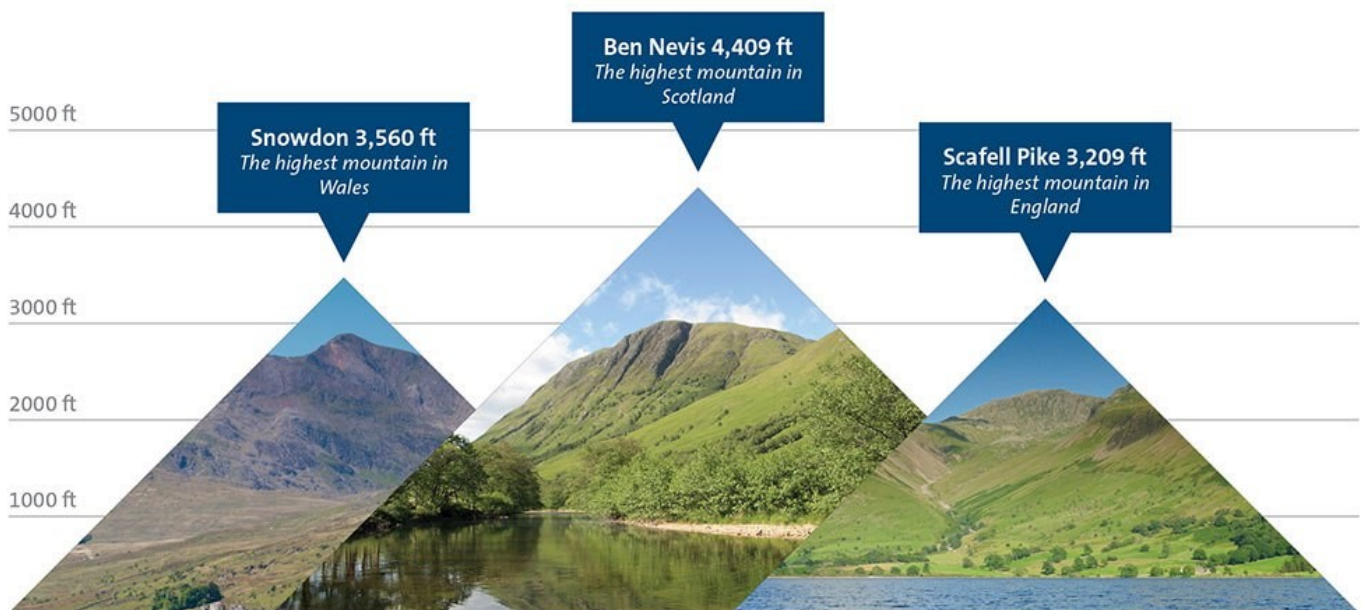 Ben Nevis 4,409 ft
The highest mountain in
Scotland
5000 ft
Snowdon 3,560 ft
The highest mountain in
Wales
Scafell Pike 3,209 ft
The highest mountain in
England
4000 ft
3000 ft
2000 ft
1000 ft